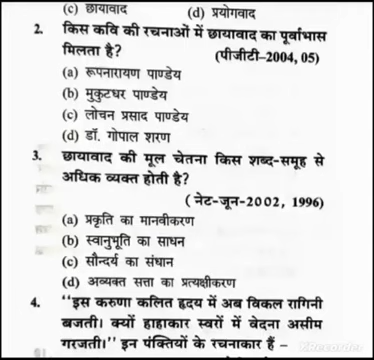 (c) छायावाद (d) प्रयोगवाद
2. किस कवि की रचनाओं में छायावाद का पूर्वाभास
मिलता है? (पीजीटी–2004, 05)
(a) रूपनारायण पाण्डेय
(b) मुकुटधर पाण्डेय
(c) लोचन प्रसाद पाण्डेय
(d) डॉ. गोपाल शरण
3. छायावाद की मूल चेतना किस शब्द-समूह से
अधिक व्यक्त होती है?
( नेट-जून-2002, 1996)
(a) प्रकृति का मानवीकरण
(b) स्वानुभूति का साधन
(c) सौन्दर्य का संधान
(d) अव्यक्त सत्ता का प्रत्यक्षीकरण
4. “इस करुणा कलित हृदय में अब विकल रागिनी
बजती। क्यों हाहाकार स्वरों में वेदना असीम
गरजती।” इन पंक्तियों के रचनाकार हैं –